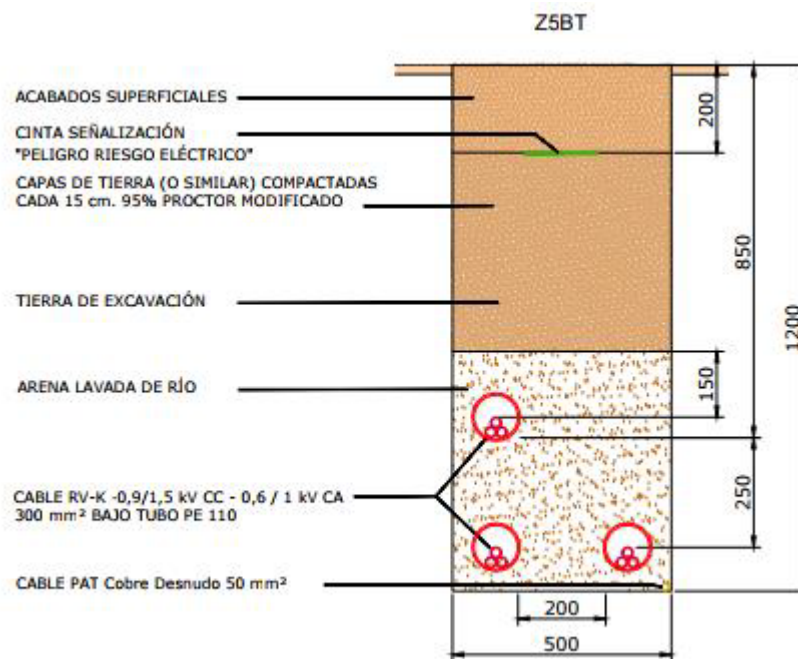 Z5BT
ACABADOS SUPERFICIALES
CINTA SEÑALIZACIÓN
"PELIGRO RIESGO ELÉCTRICO"
CAPAS DE TIERRA (O SIMILAR) COMPACTADAS
CADA 15 cm. 95% PROCTOR MODIFICADO
TIERRA DE EXCAVACIÓN
ARENA LAVADA DE RÍO
CABLE RV-K -0,9/1,5 kV CC - 0,6 / 1 kV CA
300 mm² BAJO TUBO PE 110
CABLE PAT Cobre Desnudo 50 mm²
200
850
1200
150
250
200
500